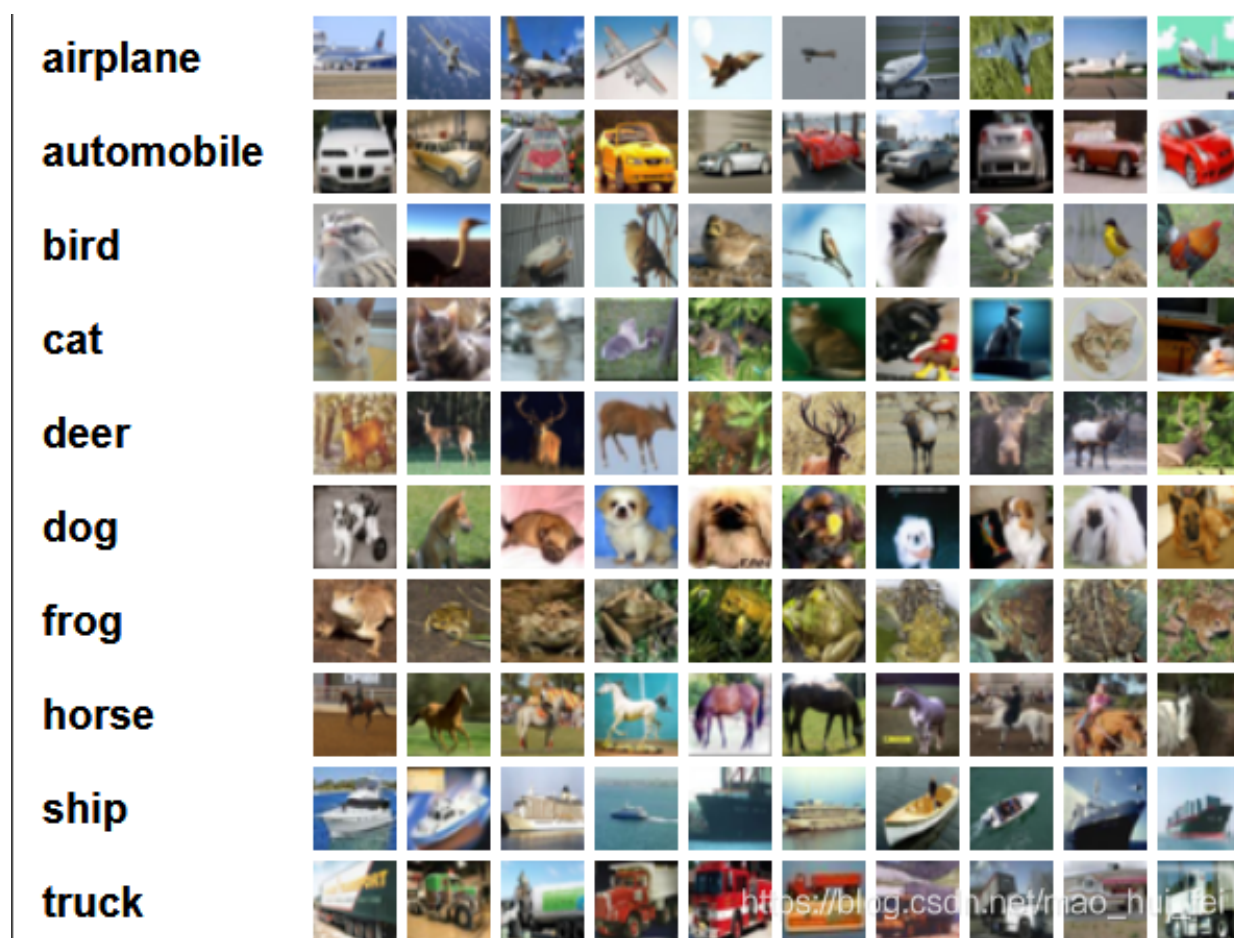 airplane
automobile
bird
cat
deer
dog
frog
horse
ship
truck
https://blog.csdn.net/mao_hui_fei